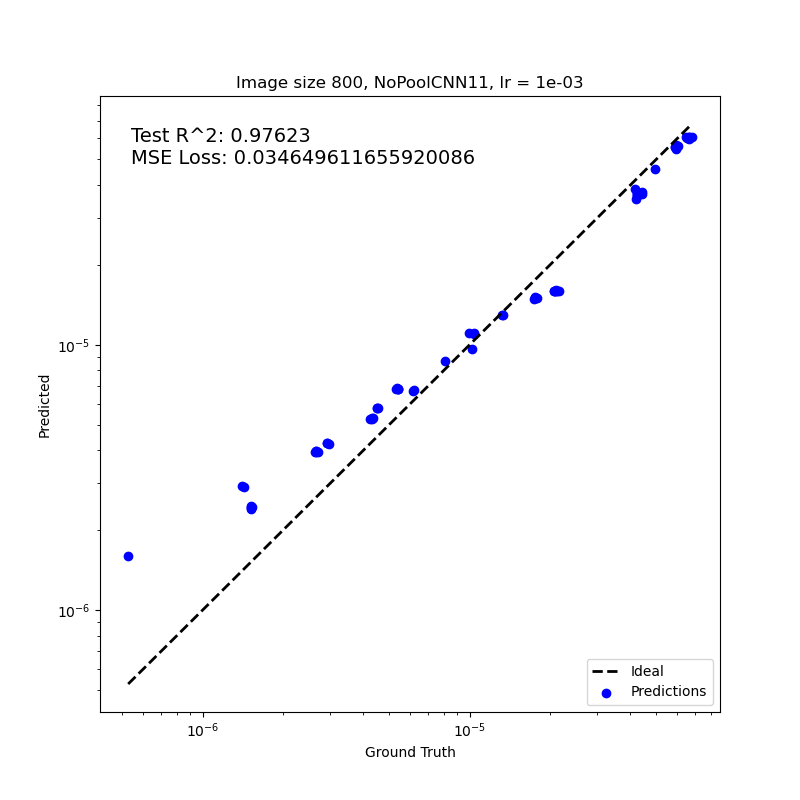 Image size 800, NoPoolCNN11, lr = 1e-03
Test R^2: 0.97623
MSE Loss: 0.034649611655920086
Predicted
10⁻⁵
10⁻⁶
Ideal
Predictions
10⁻⁶ 10⁻⁵
Ground Truth